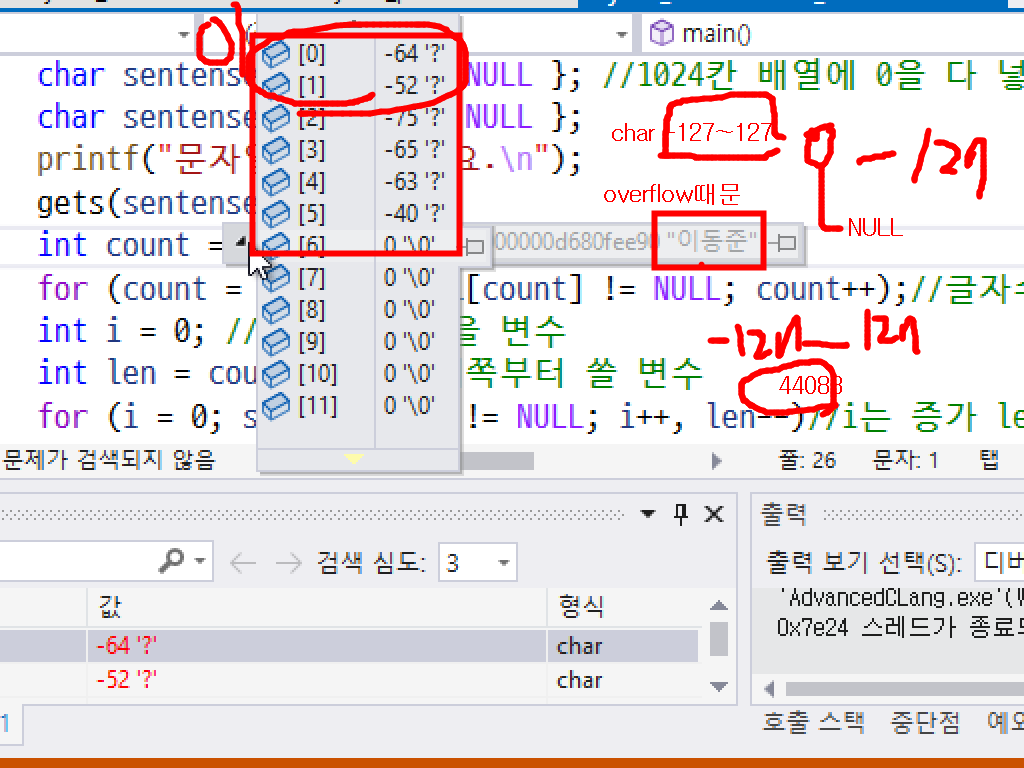 이
main()
[0] -64 '?'
[1] -52 '?'
[2] -75 '?'
[3] -65 '?'
[4] -63 '?'
[5] -40 '?'
[6] 0 '\0'
[7] 0 '\0'
[8] 0 '\0'
[9] 0 '\0'
[10] 0 '\0'
[11] 0 '\0'
char sentens NULL }; //1024칸 배열에 0을 다 넣
char sentens NULL };
char -127~127
0 ~ 127
printf("문자 요.\n");
overflow때문
gets(sentens
NULL
int count =
00000d680fee90 "이동준"
for (count = [count] != NULL; count++);//글자
int i = 0; // 을 변수
-127~127
int len = cou 쪽부터 쓸 변수
44083
for (i = 0; s != NULL; i++, len--)//i는 증가 le
문제가 검색되지 않음
줄: 26 문자: 1 탭
출력
검색 심도: 3
출력 보기 선택(S): 디버
값 형식
-64 '?' char
-52 '?' char
'AdvancedCLang.exe'(
0x7e24 스레드가 종료
1
호출 스택 중단점 예외